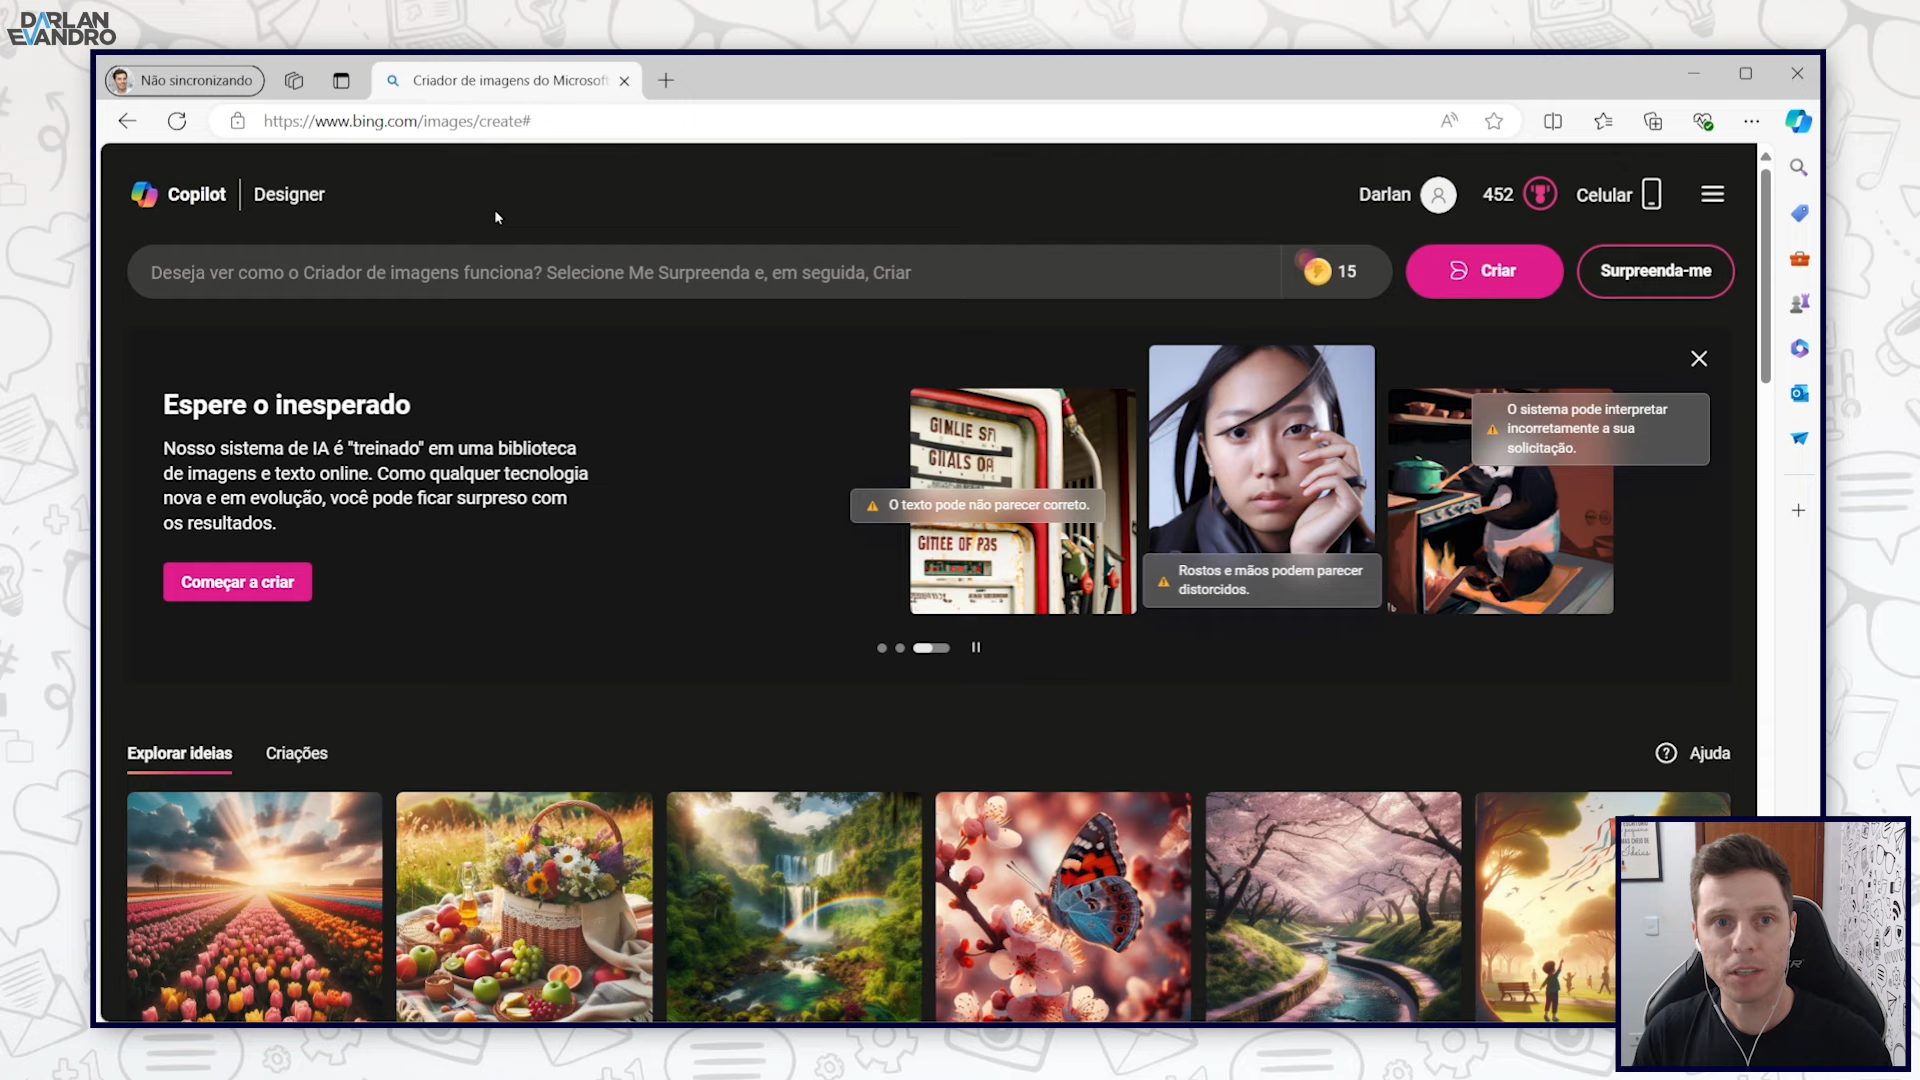 DARLAN
EVANDRO
Não sincronizando
Criador de imagens do Microsoft
https://www.bing.com/images/create#
Copilot | Designer
Darlan
452
Celular
Deseja ver como o Criador de imagens funciona? Selecione Me Surpreenda e, em seguida, Criar
15
Criar
Surpreenda-me
Espere o inesperado
Nosso sistema de IA é "treinado" em uma biblioteca
de imagens e texto online. Como qualquer tecnologia
nova e em evolução, você pode ficar surpreso com
os resultados.
Começar a criar
GIMLIE
O texto pode não parecer correto.
GITIEE OF P35
Rostos e mãos podem parecer
distorcidos.
O sistema pode interpretar
incorretamente a sua
solicitação.
Explorar ideias
Criações
Ajuda